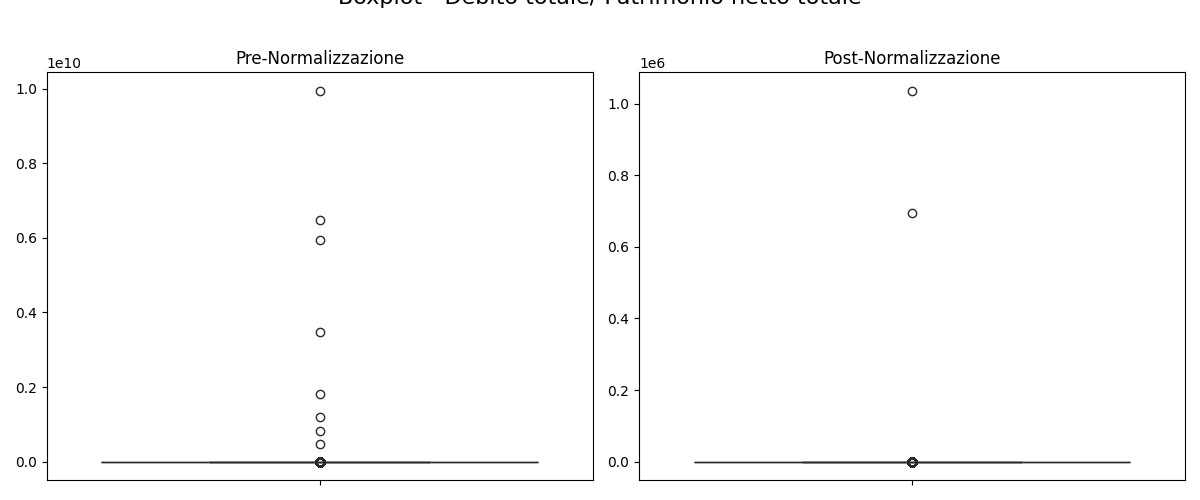 Boxplot - Debito totale/ Patrimonio netto totale
Pre-Normalizzazione
1e10
1.0
0.8
0.6
0.4
0.2
0.0
Post-Normalizzazione
1e6
1.0
0.8
0.6
0.4
0.2
0.0